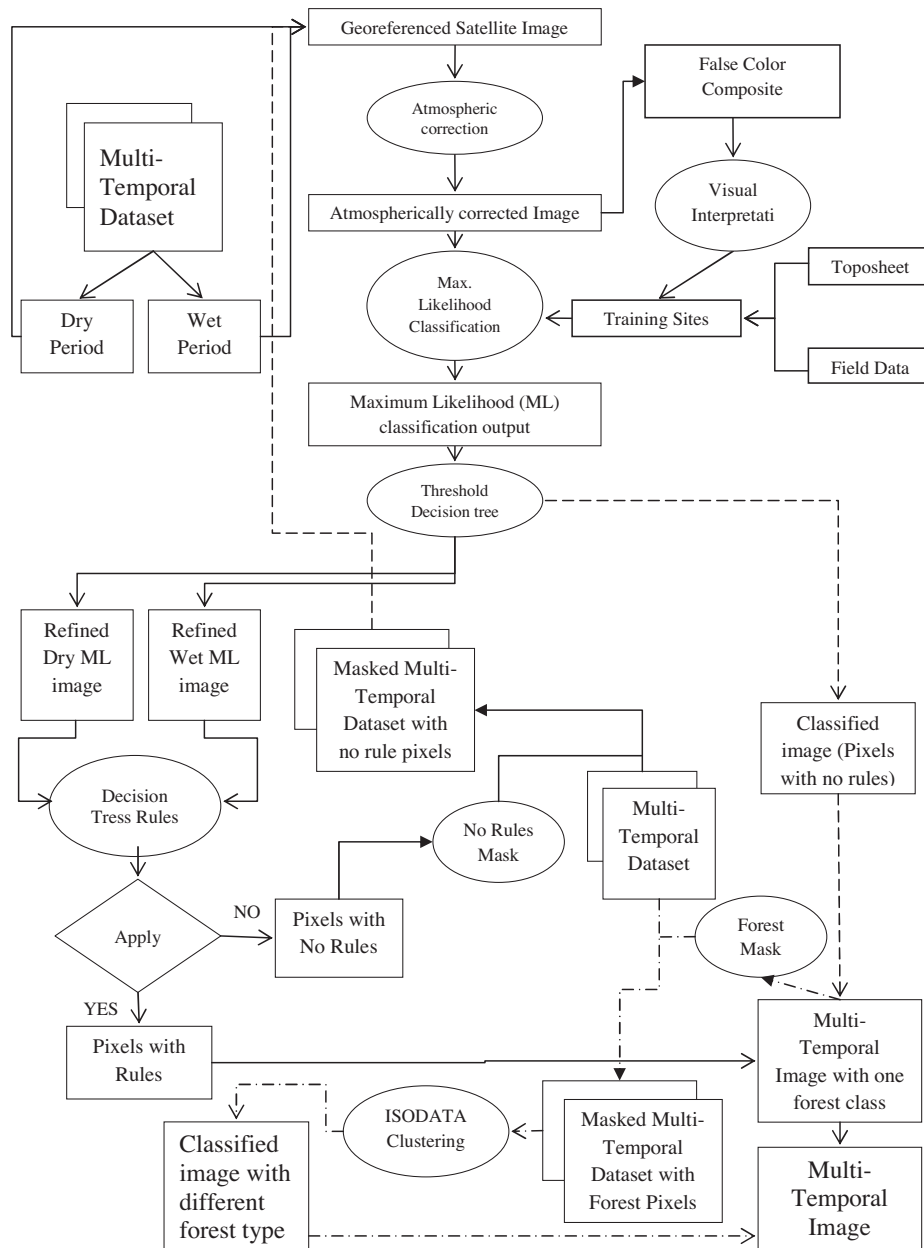 Georeferenced Satellite Image
False Color
Composite
Atmospheric
correction
Multi-
Temporal
Dataset
Visual
Interpretati
Atmospherically corrected Image
Toposheet
Max.
Likelihood
Classification
Dry
Period
Wet
Period
Training Sites
Field Data
Maximum Likelihood (ML)
classification output
Threshold
Decision tree
Refined
Dry ML
image
Refined
Wet ML
image
Masked Multi-
Temporal
Dataset with
no rule pixels
Classified
image (Pixels
with no rules)
Decision
Tress Rules
No Rules
Mask
Multi-
Temporal
Dataset
Apply
NO
Pixels with
No Rules
Forest
Mask
YES
Pixels with
Rules
Multi-
Temporal
Image with one
forest class
ISODATA
Clustering
Masked Multi-
Temporal
Dataset with
Forest Pixels
Classified
image with
different
forest type
Multi-
Temporal
Image